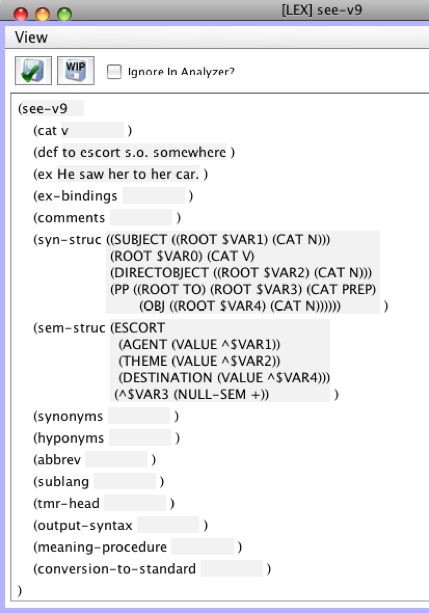 [LEX] see-v9
View
WIP Ignore In Analyzer?
(see-v9
(cat v )
(def to escort s.o. somewhere )
(ex He saw her to her car. )
(ex-bindings )
(comments )
(syn-struc ((SUBJECT ((ROOT $VAR1) (CAT N)))
(ROOT $VAR0) (CAT V)
(DIRECTOBJECT ((ROOT $VAR2) (CAT N)))
(PP ((ROOT TO) (ROOT $VAR3) (CAT PREP)
(OBJ ((ROOT $VAR4) (CAT N)))))) )
(sem-struc (ESCORT
(AGENT (VALUE ^$VAR1))
(THEME (VALUE ^$VAR2))
(DESTINATION (VALUE ^$VAR4)))
(^$VAR3 (NULL-SEM +)) )
(synonyms )
(hyponyms )
(abbrev )
(sublang )
(tmr-head )
(output-syntax )
(meaning-procedure )
(conversion-to-standard )
)